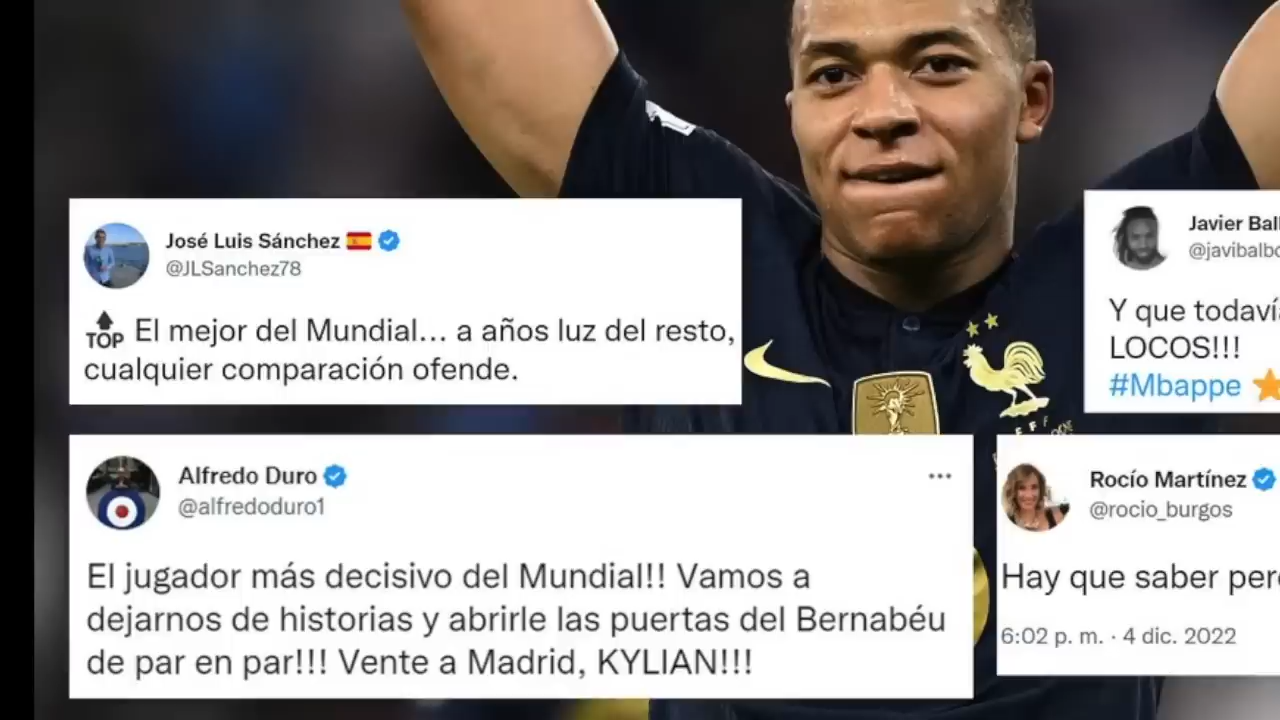 José Luis Sánchez
@JLSanchez78
TOP El mejor del Mundial... a años luz del resto,
cualquier comparación ofende.
Javier
@javibalbo
Y que
LOCOS!!!
#Mbappe
Alfredo Duro
@alfredoduro1
El jugador más decisivo del Mundial!! Vamos a
dejarnos de historias y abrirle las puertas del Bernabéu
de par en par!!! Vente a Madrid, KYLIAN!!!
Rocío Martínez
@rocio_burgos
Hay que saber
6:02 p. m. · 4 dic. 2022